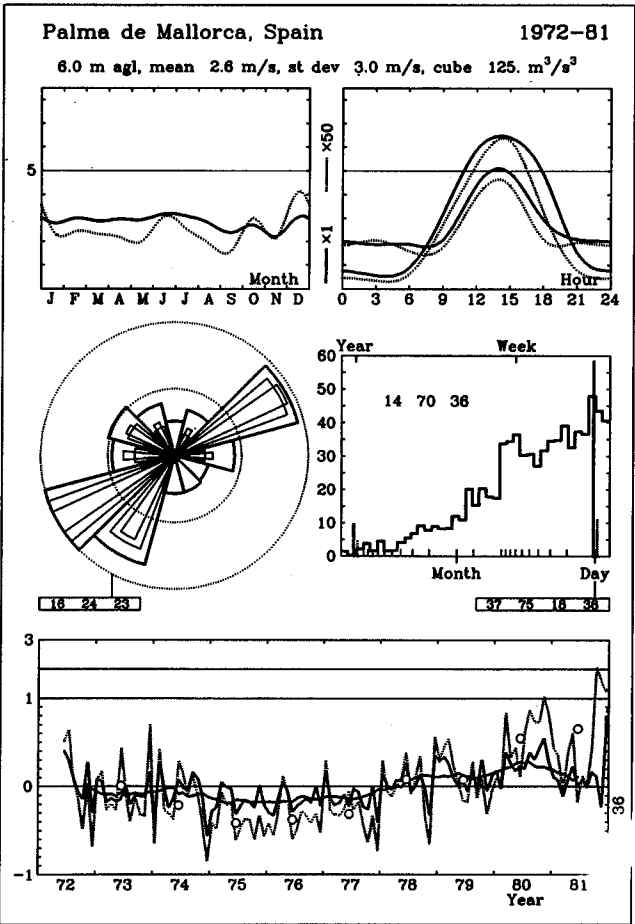 Palma de Mallorca, Spain 1972-81
6.0 m agl, mean 2.6 m/s, st dev 3.0 m/s, cube 125. m³/s³
5
×1 ×50
Month
J F M A M J J A S O N D
Hour
0 3 6 9 12 15 18 21 24
Year Week
60
50
40
30
20
10
0
14 70 36
Month Day
16 24 23
37 75 18 38
3
1
0
-1
36
72 73 74 75 76 77 78 79 80 81
Year